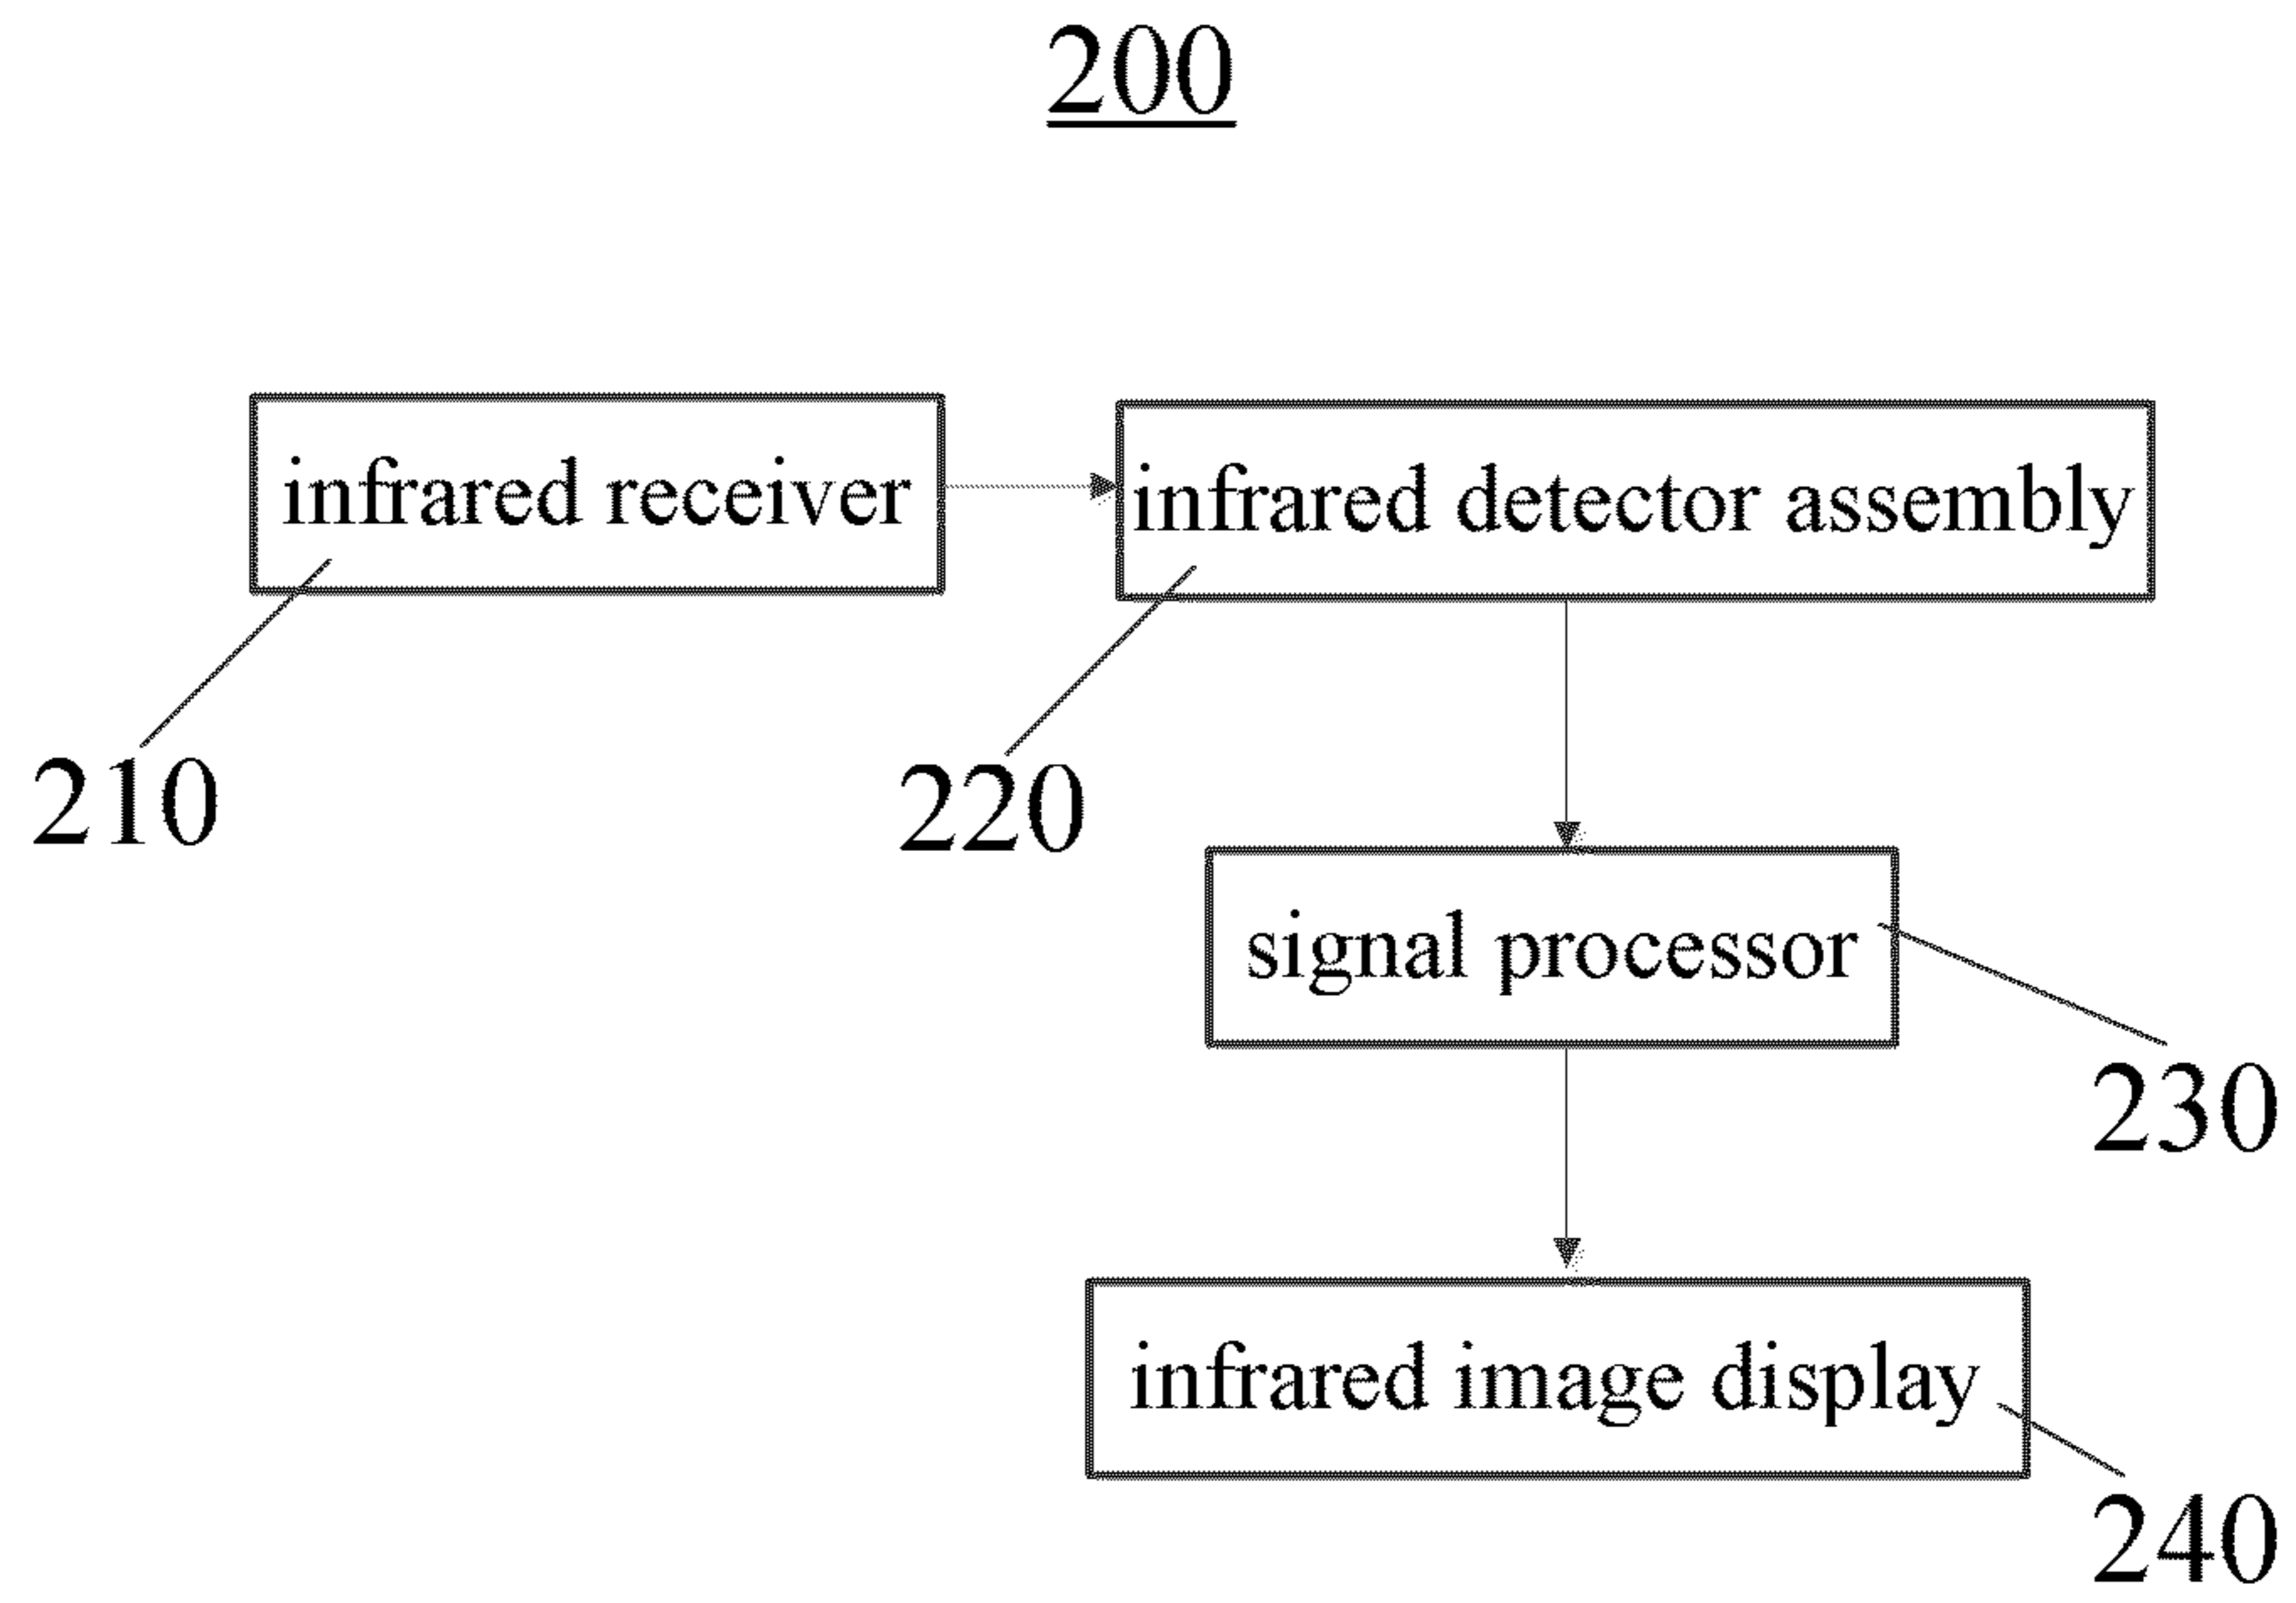 200
infrared receiver
infrared detector assembly
210
220
signal processor
230
infrared image display
240